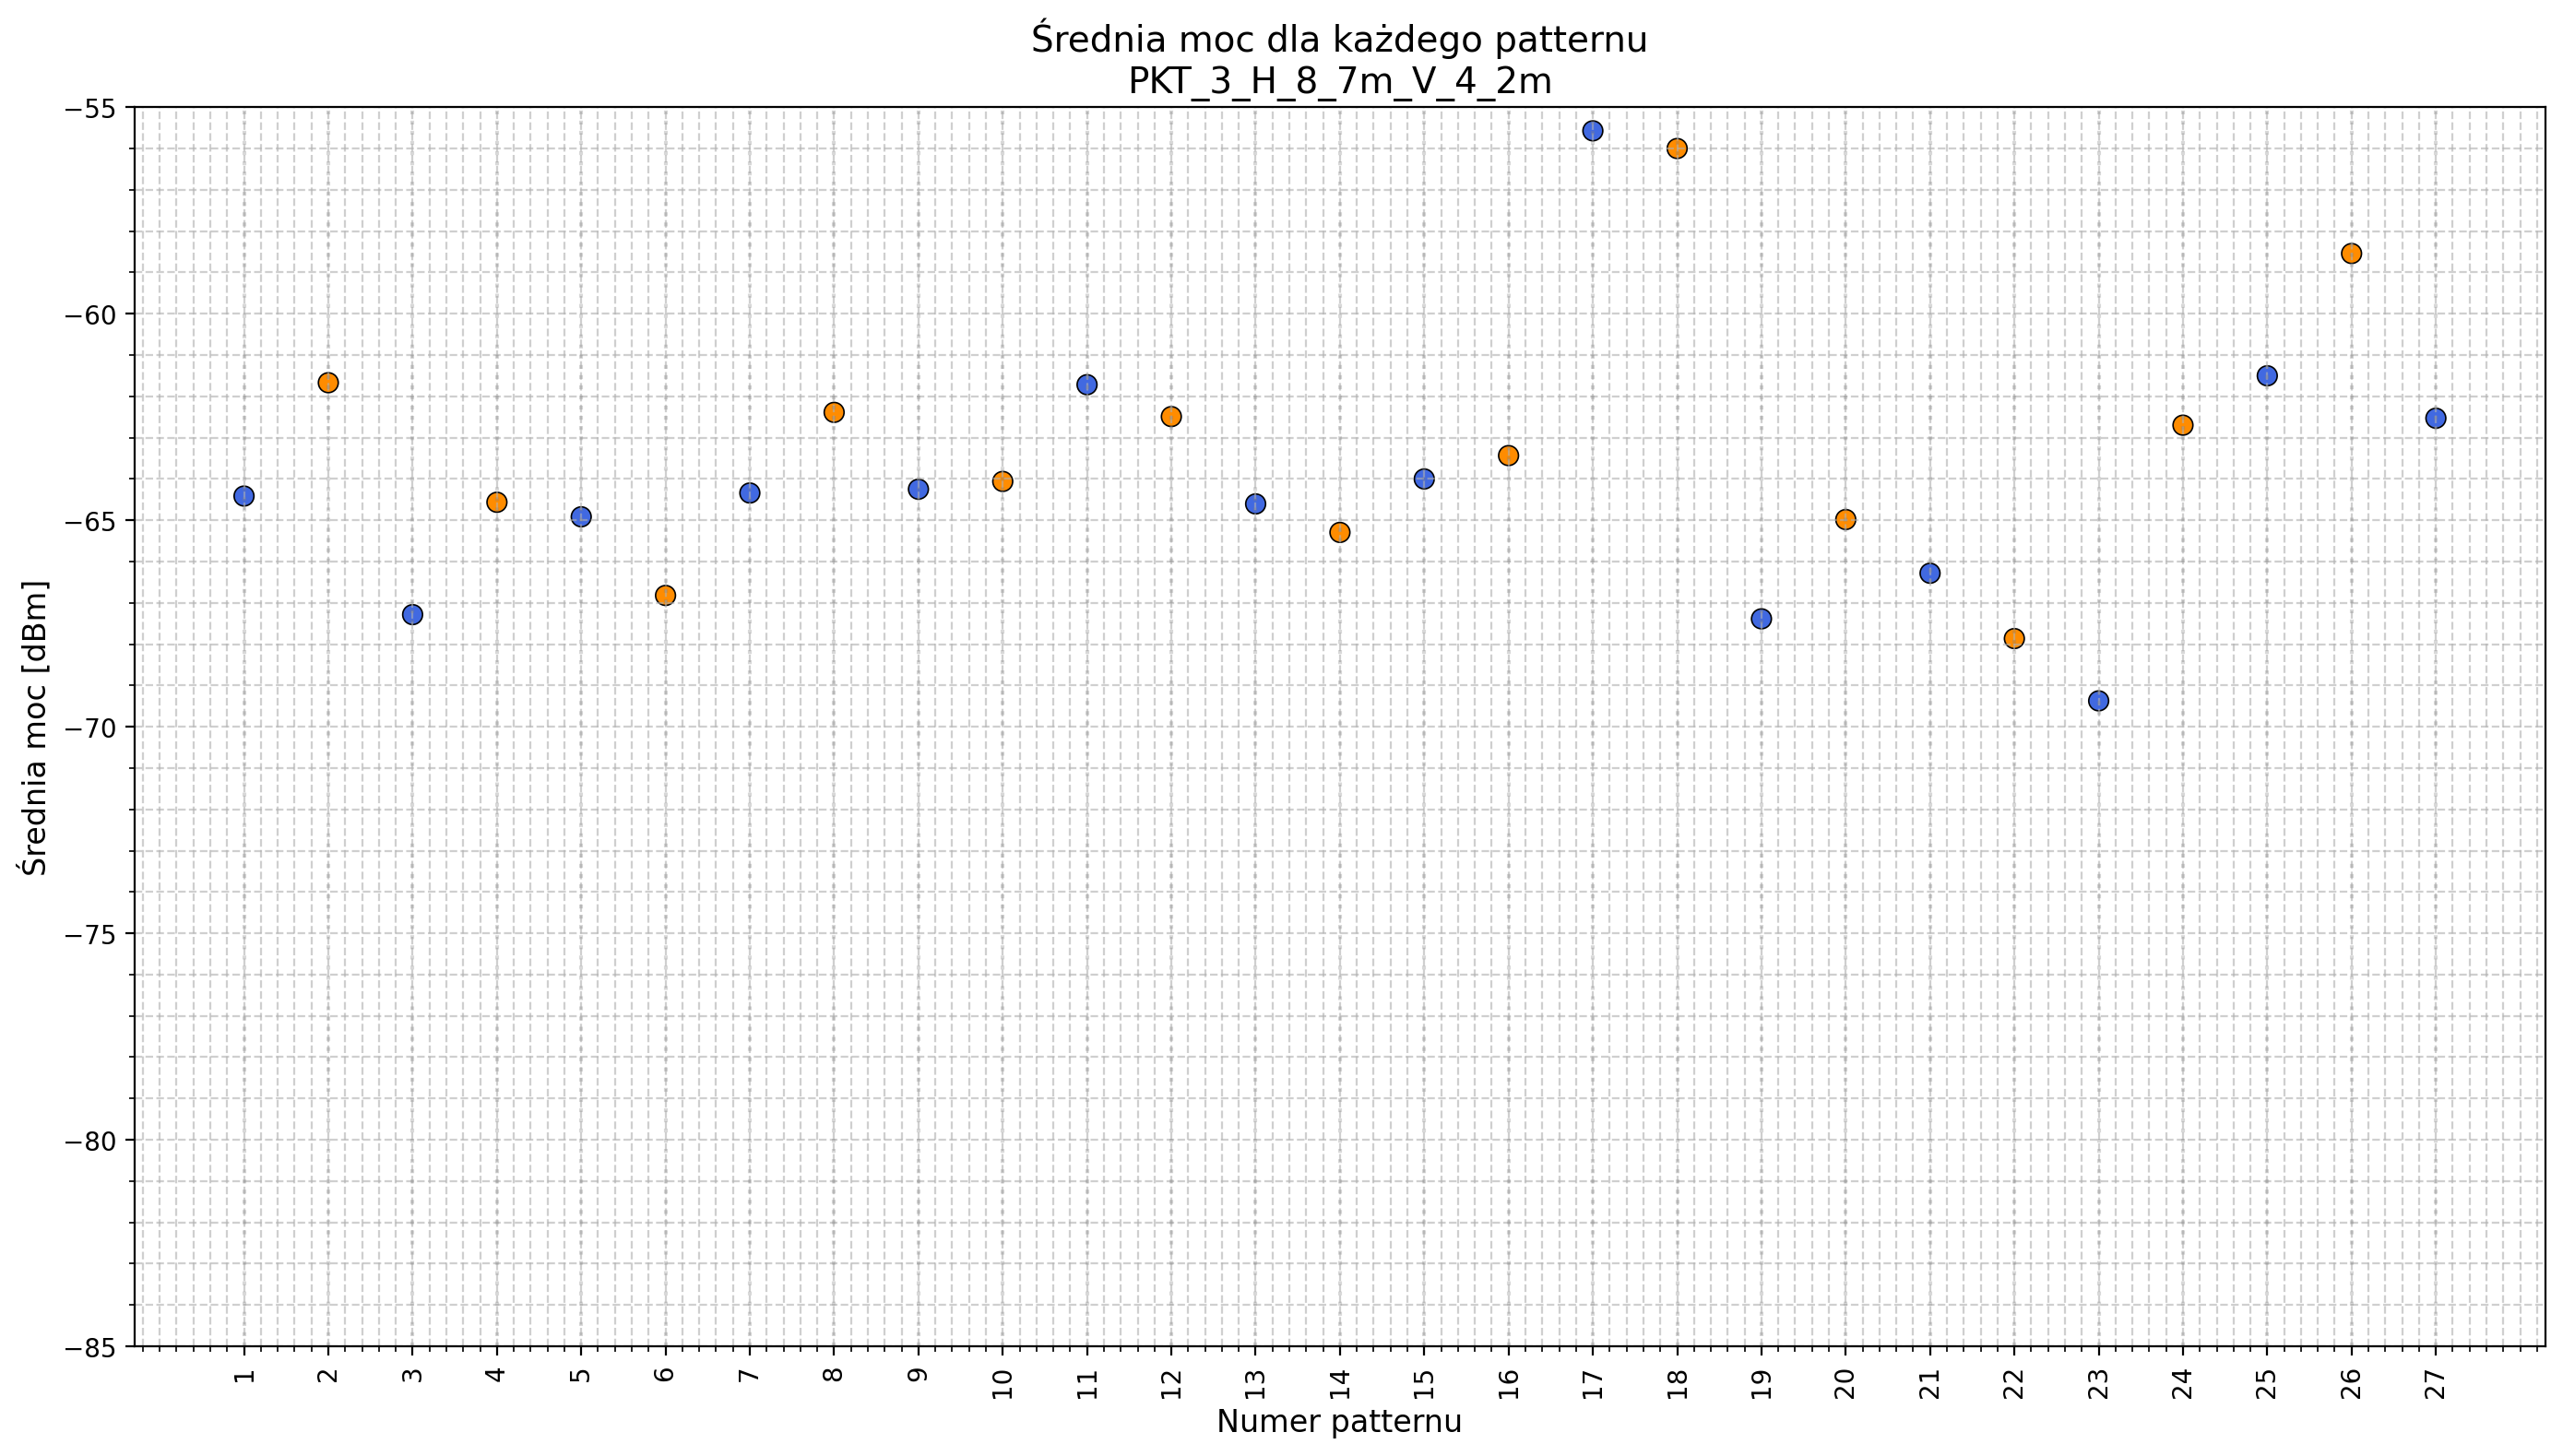 Średnia moc dla każdego patternu
PKT_3_H_8_7m_V_4_2m
−55
−60
−65
−70
−75
−80
−85
Średnia moc [dBm]
1 2 3 4 5 6 7 8 9 10 11 12 13 14 15 16 17 18 19 20 21 22 23 24 25 26 27
Numer patternu